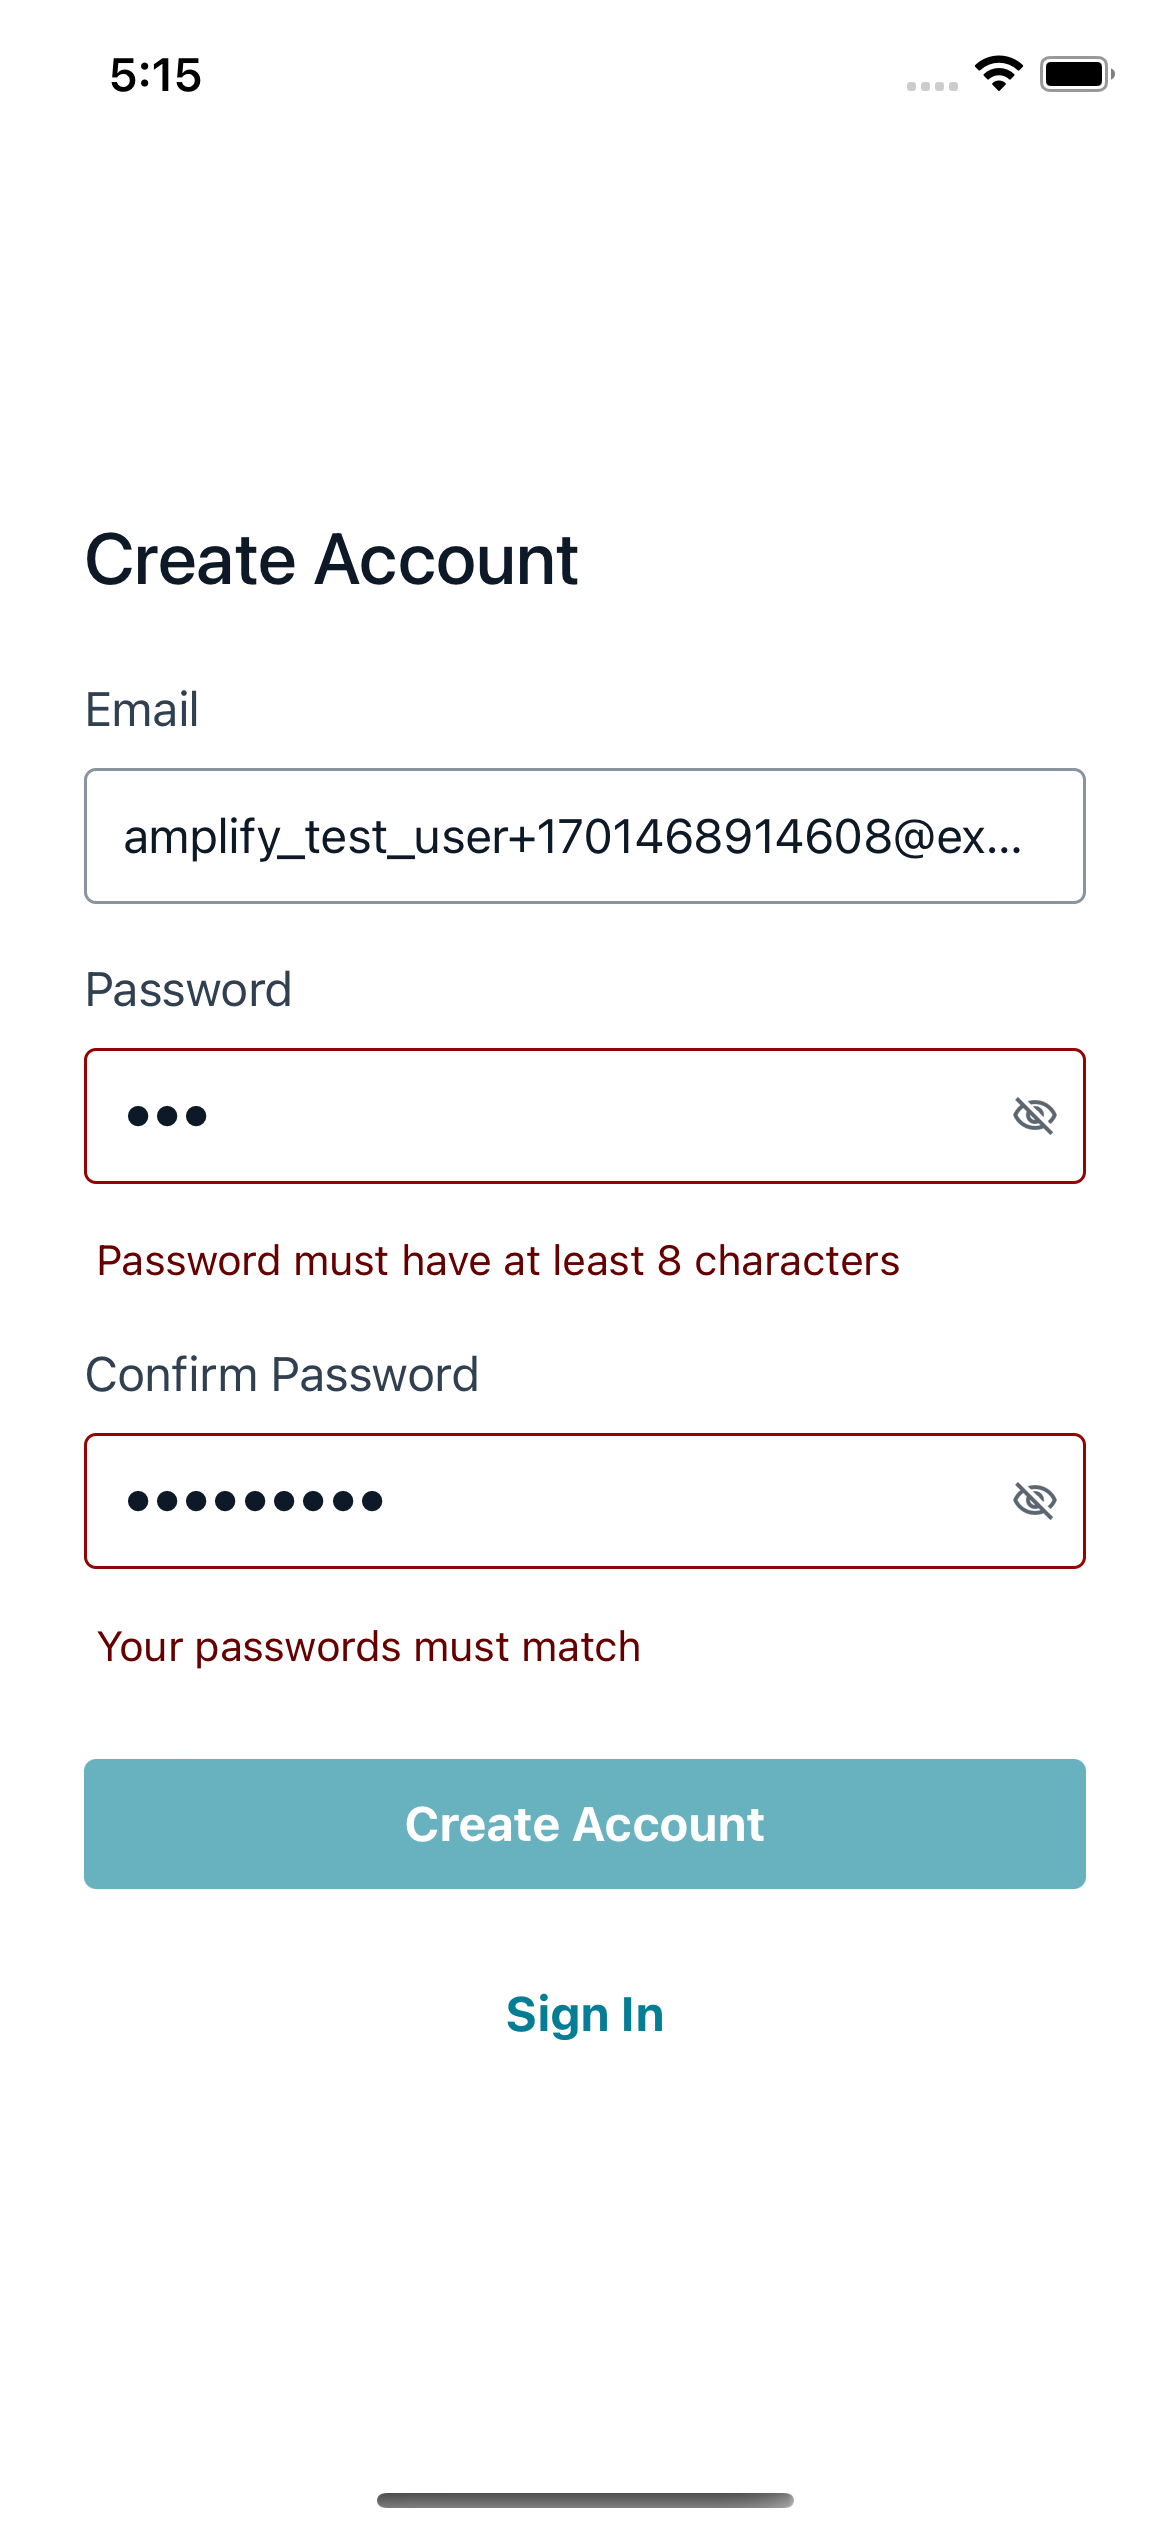 5:15
Create Account
Email
amplify_test_user+1701468914608@ex...
Password
•••
Password must have at least 8 characters
Confirm Password
•••••••••
Your passwords must match
Create Account
Sign In